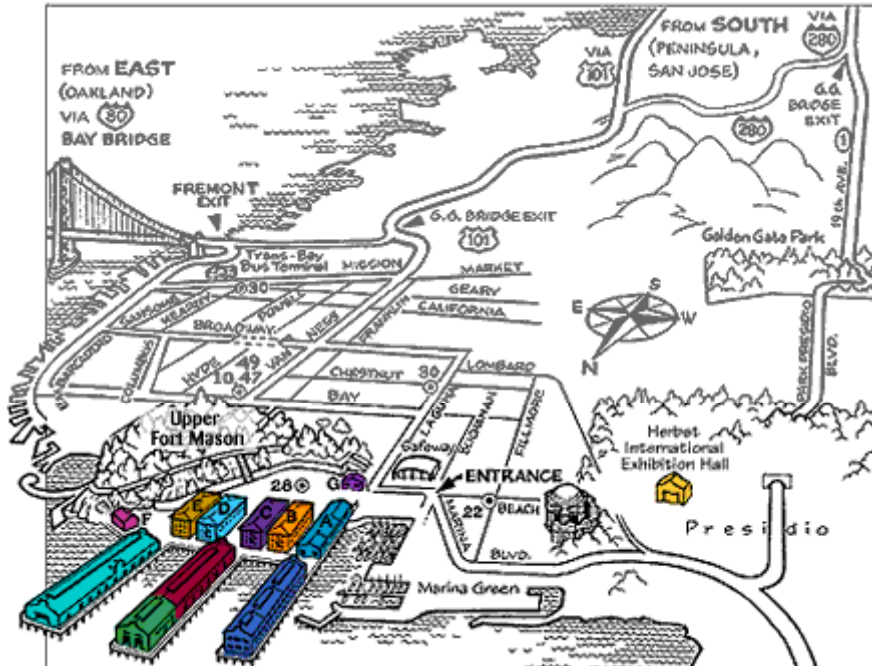 FROM EAST
(OAKLAND)
VIA 80
BAY BRIDGE
FROM SOUTH
(PENINSULA,
SAN JOSE)
VIA
101
VIA
280
G.G.
BRIDGE
EXIT
280
1
19th AVE.
FREMONT
EXIT
G.G. BRIDGE EXIT
101
Golden Gate Park
Trans-Bay
Bus Terminal
MISSION
MARKET
30
GEARY
CALIFORNIA
SANSOME
KEARNY
POWELL
BROADWAY
VAN NESS
FRANKLIN
E
S
W
N
PARK PRESIDIO
BLVD.
EMBARCADERO
COLUMBUS
HYDE
49
10, 47
CHESTNUT
30
LOMBARD
BAY
LAGUNA
BUCHANAN
FILLMORE
Upper
Fort Mason
Safeway
ENTRANCE
Herbst
International
Exhibition Hall
28
G
F
E
D
C
B
A
MARINA
22
BEACH
BLVD.
Presidio
Marina Green